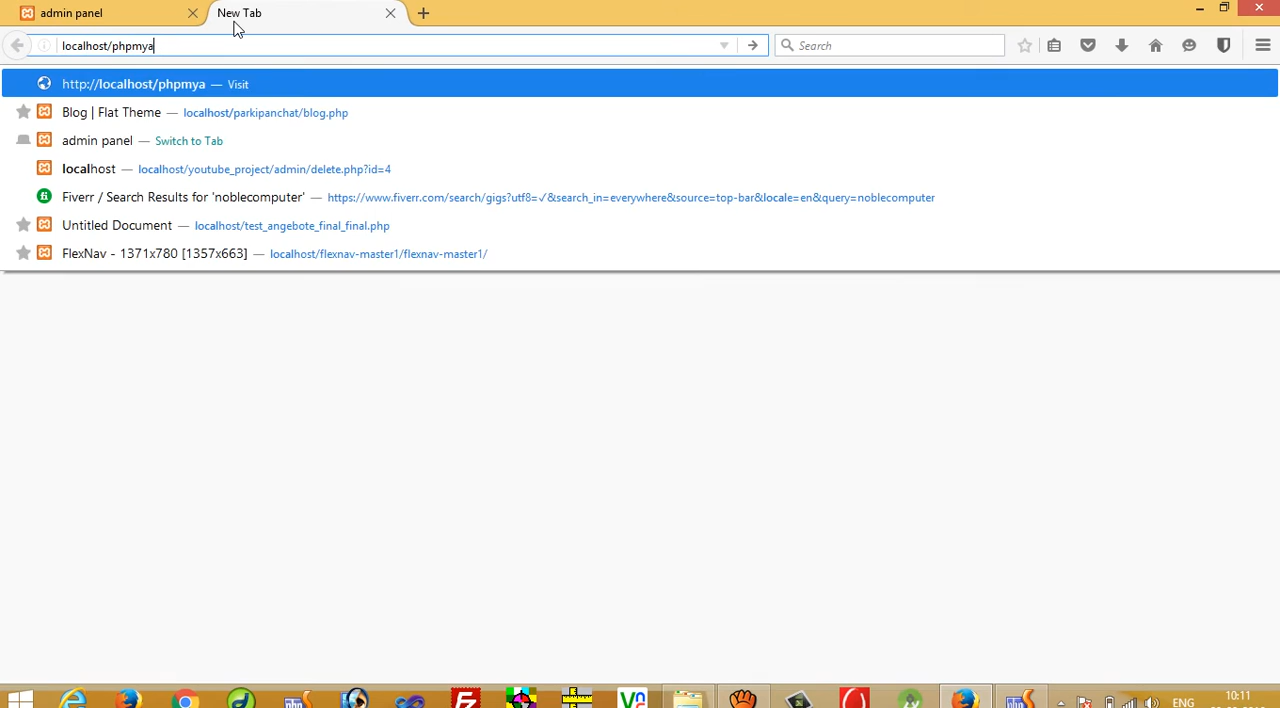 admin panel
New Tab
localhost/phpmya
Search
http://localhost/phpmya — Visit
Blog | Flat Theme — localhost/parkipanchat/blog.php
admin panel — Switch to Tab
localhost — localhost/youtube_project/admin/delete.php?id=4
Fiverr / Search Results for 'noblecomputer' — https://www.fiverr.com/search/gigs?utf8=✓&search_in=everywhere&source=top-bar&locale=en&query=noblecomputer
Untitled Document — localhost/test_angebote_final_final.php
FlexNav - 1371x780 [1357x663] — localhost/flexnav-master1/flexnav-master1/
ENG
10:11